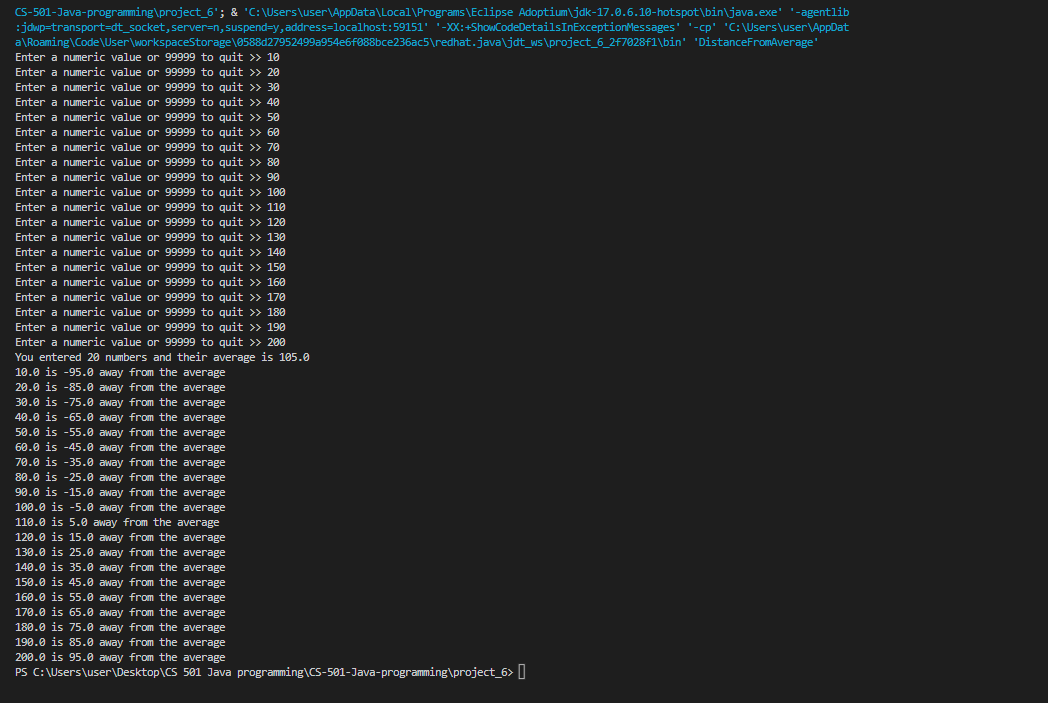 CS-501-Java-programming\project_6'; & 'C:\Users\user\AppData\Local\Programs\Eclipse Adoptium\jdk-17.0.6.10-hotspot\bin\java.exe' '-agentlib
:jdwp=transport=dt_socket,server=n,suspend=y,address=localhost:59151' '-XX:+ShowCodeDetailsInExceptionMessages' '-cp' 'C:\Users\user\AppDat
a\Roaming\Code\User\workspaceStorage\0588d27952499a954e6f088bce236ac5\redhat.java\jdt_ws\project_6_2f7028f1\bin' 'DistanceFromAverage'
Enter a numeric value or 99999 to quit >> 10
Enter a numeric value or 99999 to quit >> 20
Enter a numeric value or 99999 to quit >> 30
Enter a numeric value or 99999 to quit >> 40
Enter a numeric value or 99999 to quit >> 50
Enter a numeric value or 99999 to quit >> 60
Enter a numeric value or 99999 to quit >> 70
Enter a numeric value or 99999 to quit >> 80
Enter a numeric value or 99999 to quit >> 90
Enter a numeric value or 99999 to quit >> 100
Enter a numeric value or 99999 to quit >> 110
Enter a numeric value or 99999 to quit >> 120
Enter a numeric value or 99999 to quit >> 130
Enter a numeric value or 99999 to quit >> 140
Enter a numeric value or 99999 to quit >> 150
Enter a numeric value or 99999 to quit >> 160
Enter a numeric value or 99999 to quit >> 170
Enter a numeric value or 99999 to quit >> 180
Enter a numeric value or 99999 to quit >> 190
Enter a numeric value or 99999 to quit >> 200
You entered 20 numbers and their average is 105.0
10.0 is -95.0 away from the average
20.0 is -85.0 away from the average
30.0 is -75.0 away from the average
40.0 is -65.0 away from the average
50.0 is -55.0 away from the average
60.0 is -45.0 away from the average
70.0 is -35.0 away from the average
80.0 is -25.0 away from the average
90.0 is -15.0 away from the average
100.0 is -5.0 away from the average
110.0 is 5.0 away from the average
120.0 is 15.0 away from the average
130.0 is 25.0 away from the average
140.0 is 35.0 away from the average
150.0 is 45.0 away from the average
160.0 is 55.0 away from the average
170.0 is 65.0 away from the average
180.0 is 75.0 away from the average
190.0 is 85.0 away from the average
200.0 is 95.0 away from the average
PS C:\Users\user\Desktop\CS 501 Java programming\CS-501-Java-programming\project_6>